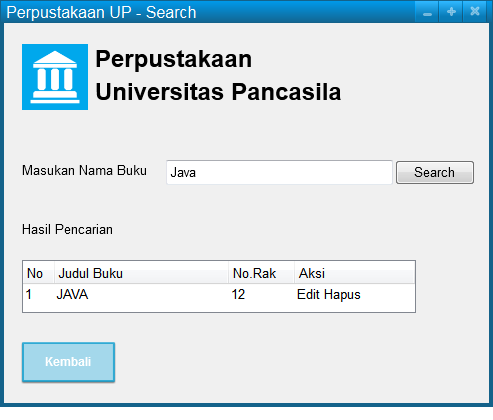 Perpustakaan UP - Search
Perpustakaan
Universitas Pancasila
Masukan Nama Buku Java Search
Hasil Pencarian
No Judul Buku No.Rak Aksi
1 JAVA 12 Edit Hapus
Kembali